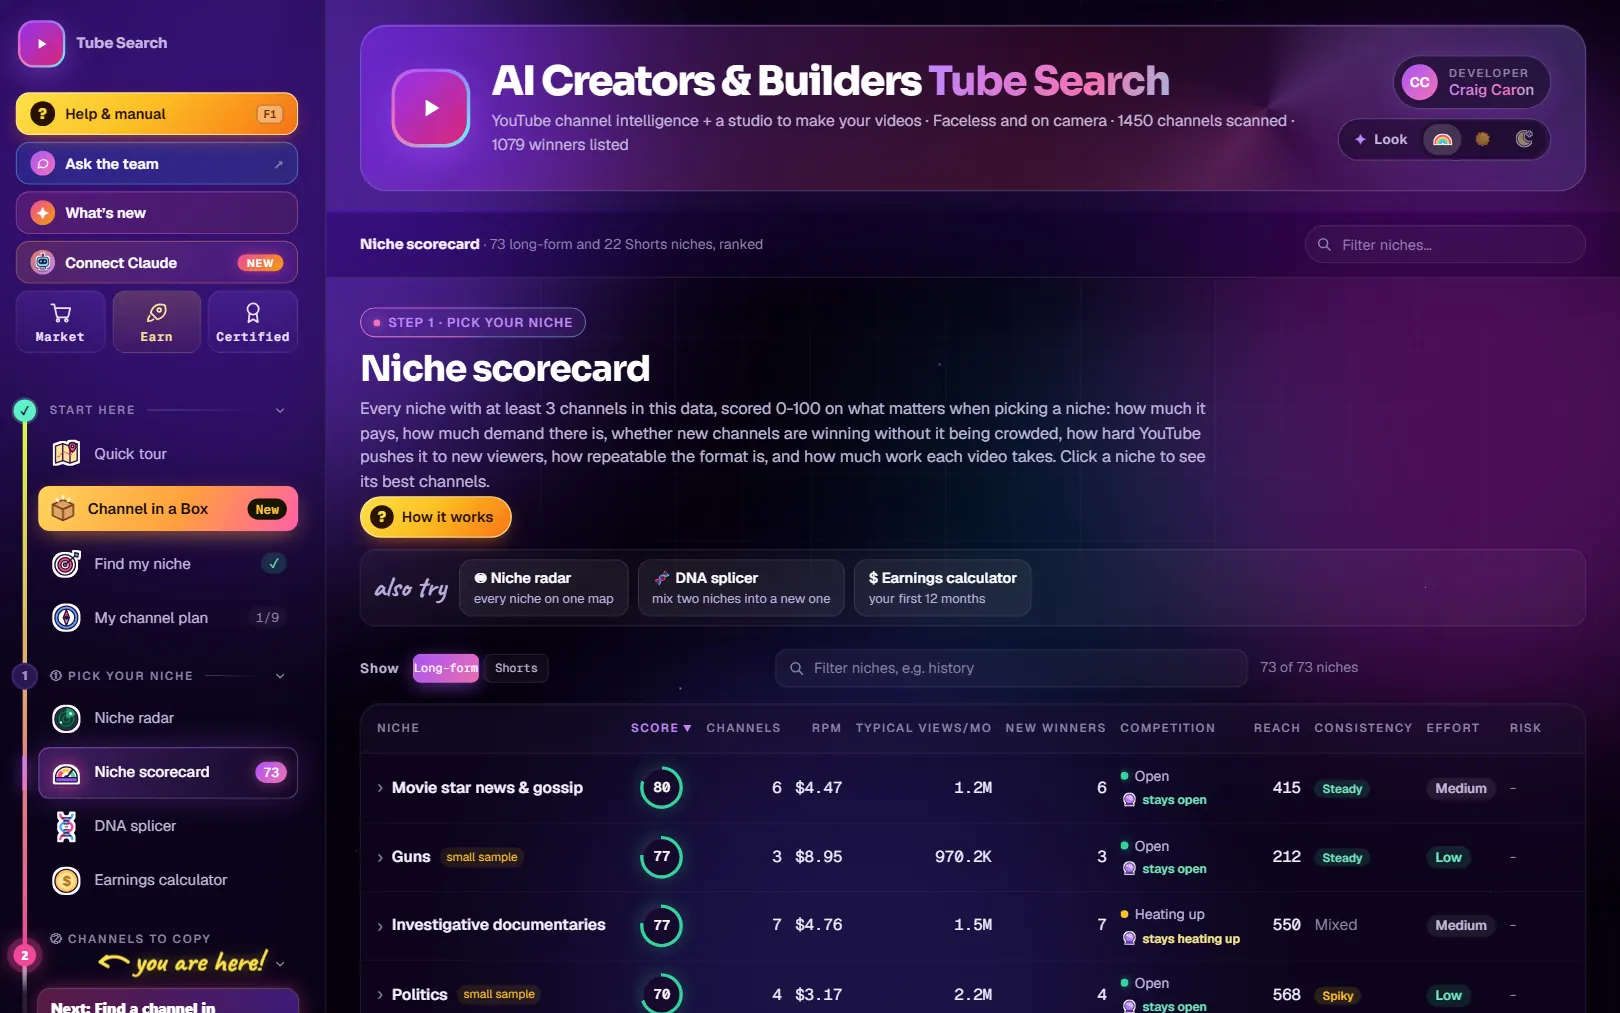 Tube Search
Help & manual F1
Ask the team ↗
What's new
Connect Claude NEW
Market Earn Certified
START HERE
Quick tour
Channel in a Box New
Find my niche ✓
My channel plan 1/9
1 ① PICK YOUR NICHE
Niche radar
Niche scorecard 73
DNA splicer
Earnings calculator
② CHANNELS TO COPY
2 you are here!
Next: Find a channel in
AI Creators & Builders Tube Search
YouTube channel intelligence + a studio to make your videos · Faceless and on camera · 1450 channels scanned ·
1079 winners listed
CC DEVELOPER
Craig Caron
Look
Niche scorecard · 73 long-form and 22 Shorts niches, ranked
Filter niches…
STEP 1 · PICK YOUR NICHE
Niche scorecard
Every niche with at least 3 channels in this data, scored 0-100 on what matters when picking a niche: how much it
pays, how much demand there is, whether new channels are winning without it being crowded, how hard YouTube
pushes it to new viewers, how repeatable the format is, and how much work each video takes. Click a niche to see
its best channels.
? How it works
also try
Niche radar
every niche on one map
DNA splicer
mix two niches into a new one
$ Earnings calculator
your first 12 months
Show Long-form Shorts
Filter niches, e.g. history
73 of 73 niches
NICHE SCORE ▼ CHANNELS RPM TYPICAL VIEWS/MO NEW WINNERS COMPETITION REACH CONSISTENCY EFFORT RISK
› Movie star news & gossip 80 6 $4.47 1.2M 6 Open 415 Steady Medium –
stays open
› Guns small sample 77 3 $8.95 970.2K 3 Open 212 Steady Low –
stays open
› Investigative documentaries 77 7 $4.76 1.5M 7 Heating up 550 Mixed Medium –
stays heating up
› Politics small sample 70 4 $3.17 2.2M 4 Open 568 Spiky Low –
stays open